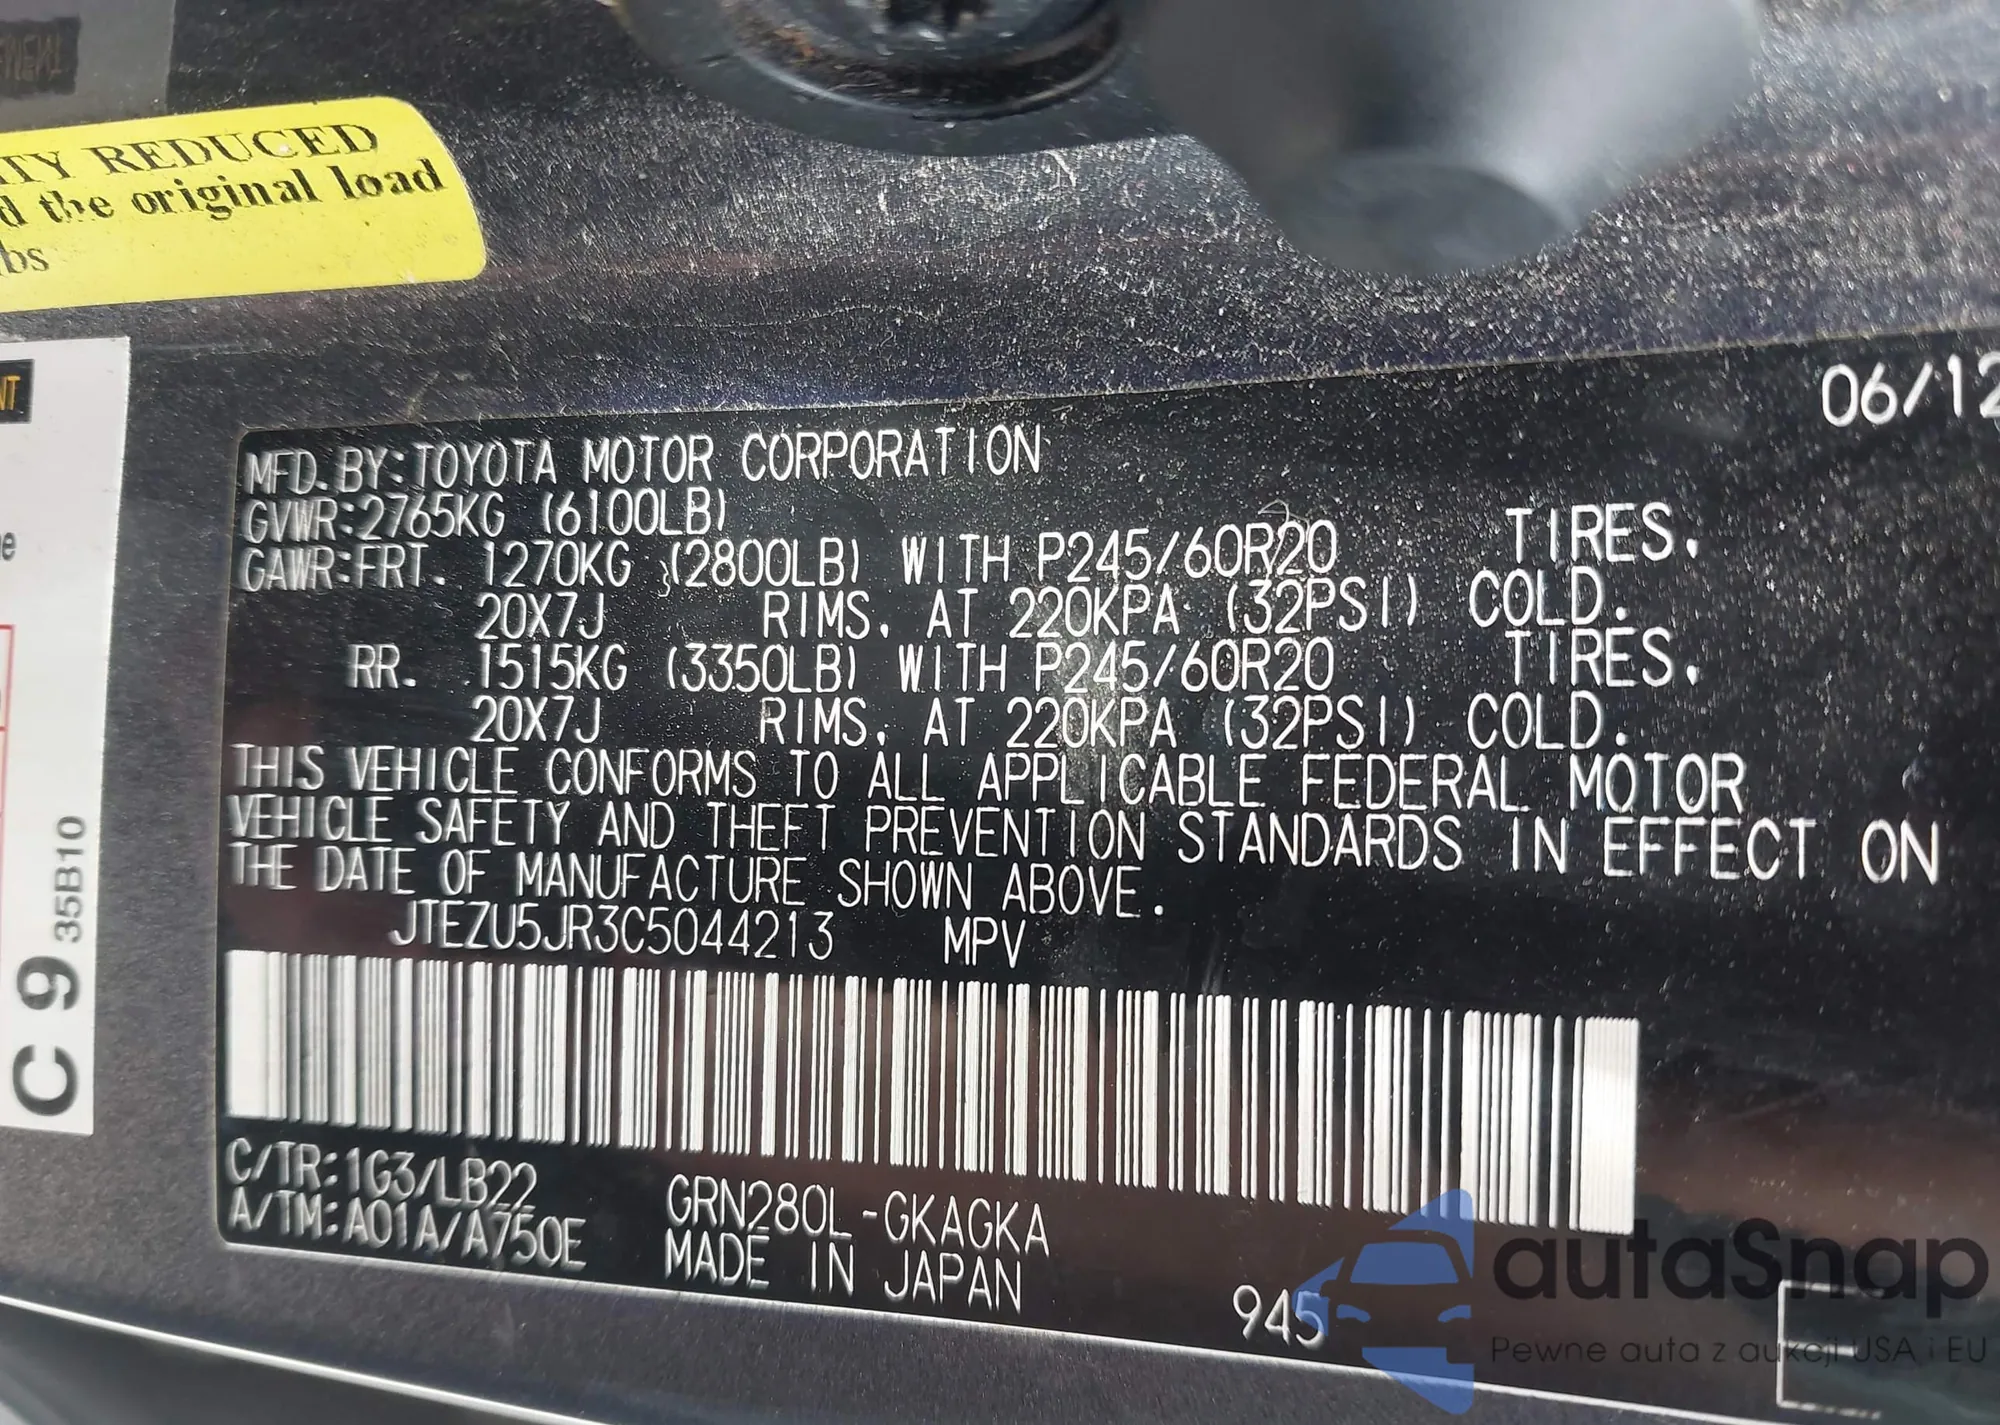 ITY REDUCED
d the original load
bs
NT
e
C 9 35B10
06/12
MFD. BY: TOYOTA MOTOR CORPORATION
GVWR: 2765KG (6100LB)
GAWR: FRT. 1270KG (2800LB) WITH P245/60R20 TIRES.
20X7J RIMS. AT 220KPA (32PSI) COLD.
RR. 1515KG (3350LB) WITH P245/60R20 TIRES.
20X7J RIMS. AT 220KPA (32PSI) COLD.
THIS VEHICLE CONFORMS TO ALL APPLICABLE FEDERAL MOTOR
VEHICLE SAFETY AND THEFT PREVENTION STANDARDS IN EFFECT ON
THE DATE OF MANUFACTURE SHOWN ABOVE.
JTEZU5JR3C5044213 MPV
C/TR: 1G3/LB22 GRN280L-GKAGKA
A/TM: A01A/A750E MADE IN JAPAN
945
autoSnap
Pewne auta z aukcji USA i EU